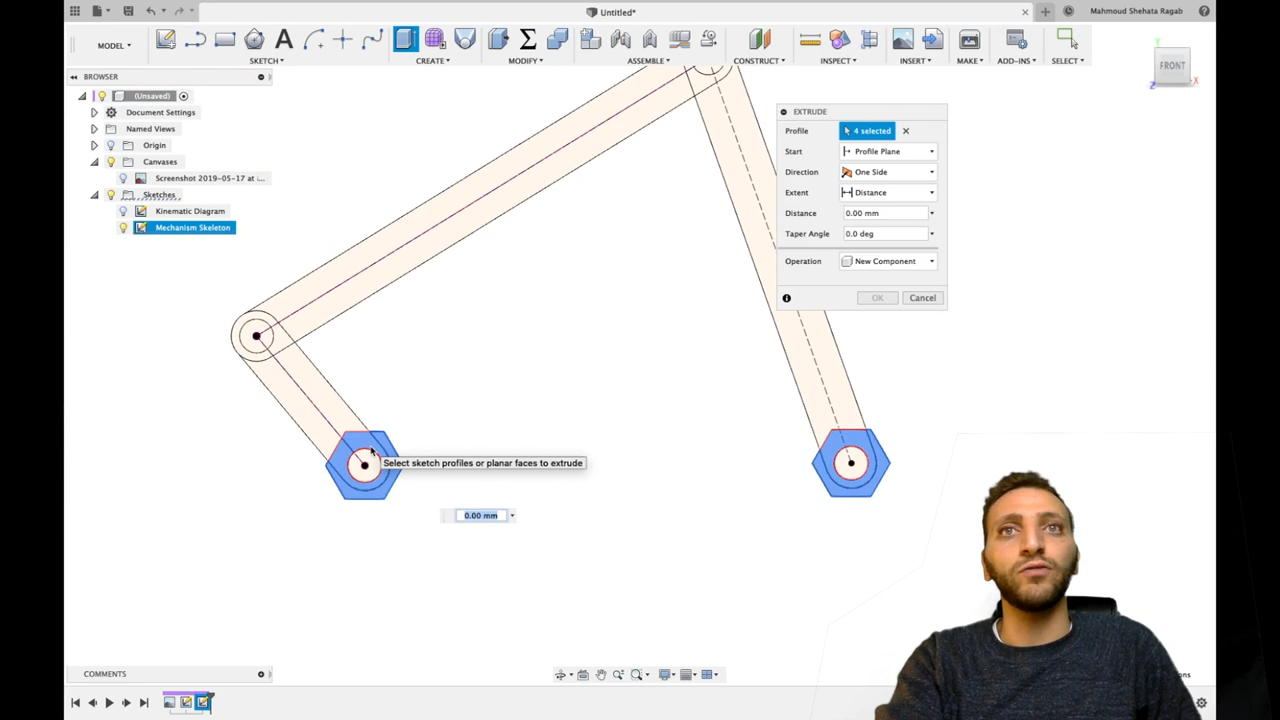 Untitled*
Mahmoud Shehata Ragab
MODEL
SKETCH
CREATE
MODIFY
ASSEMBLE
CONSTRUCT
INSPECT
INSERT
MAKE
ADD-INS
SELECT
BROWSER
(Unsaved)
Document Settings
Named Views
Origin
Canvases
Screenshot 2019-05-17 at ...
Sketches
Kinematic Diagram
Mechanism Skeleton
Y
FRONT
X
Z
EXTRUDE
Profile 4 selected
Start Profile Plane
Direction One Side
Extent Distance
Distance 0.00 mm
Taper Angle 0.0 deg
Operation New Component
OK Cancel
Select sketch profiles or planar faces to extrude
0.00 mm
COMMENTS